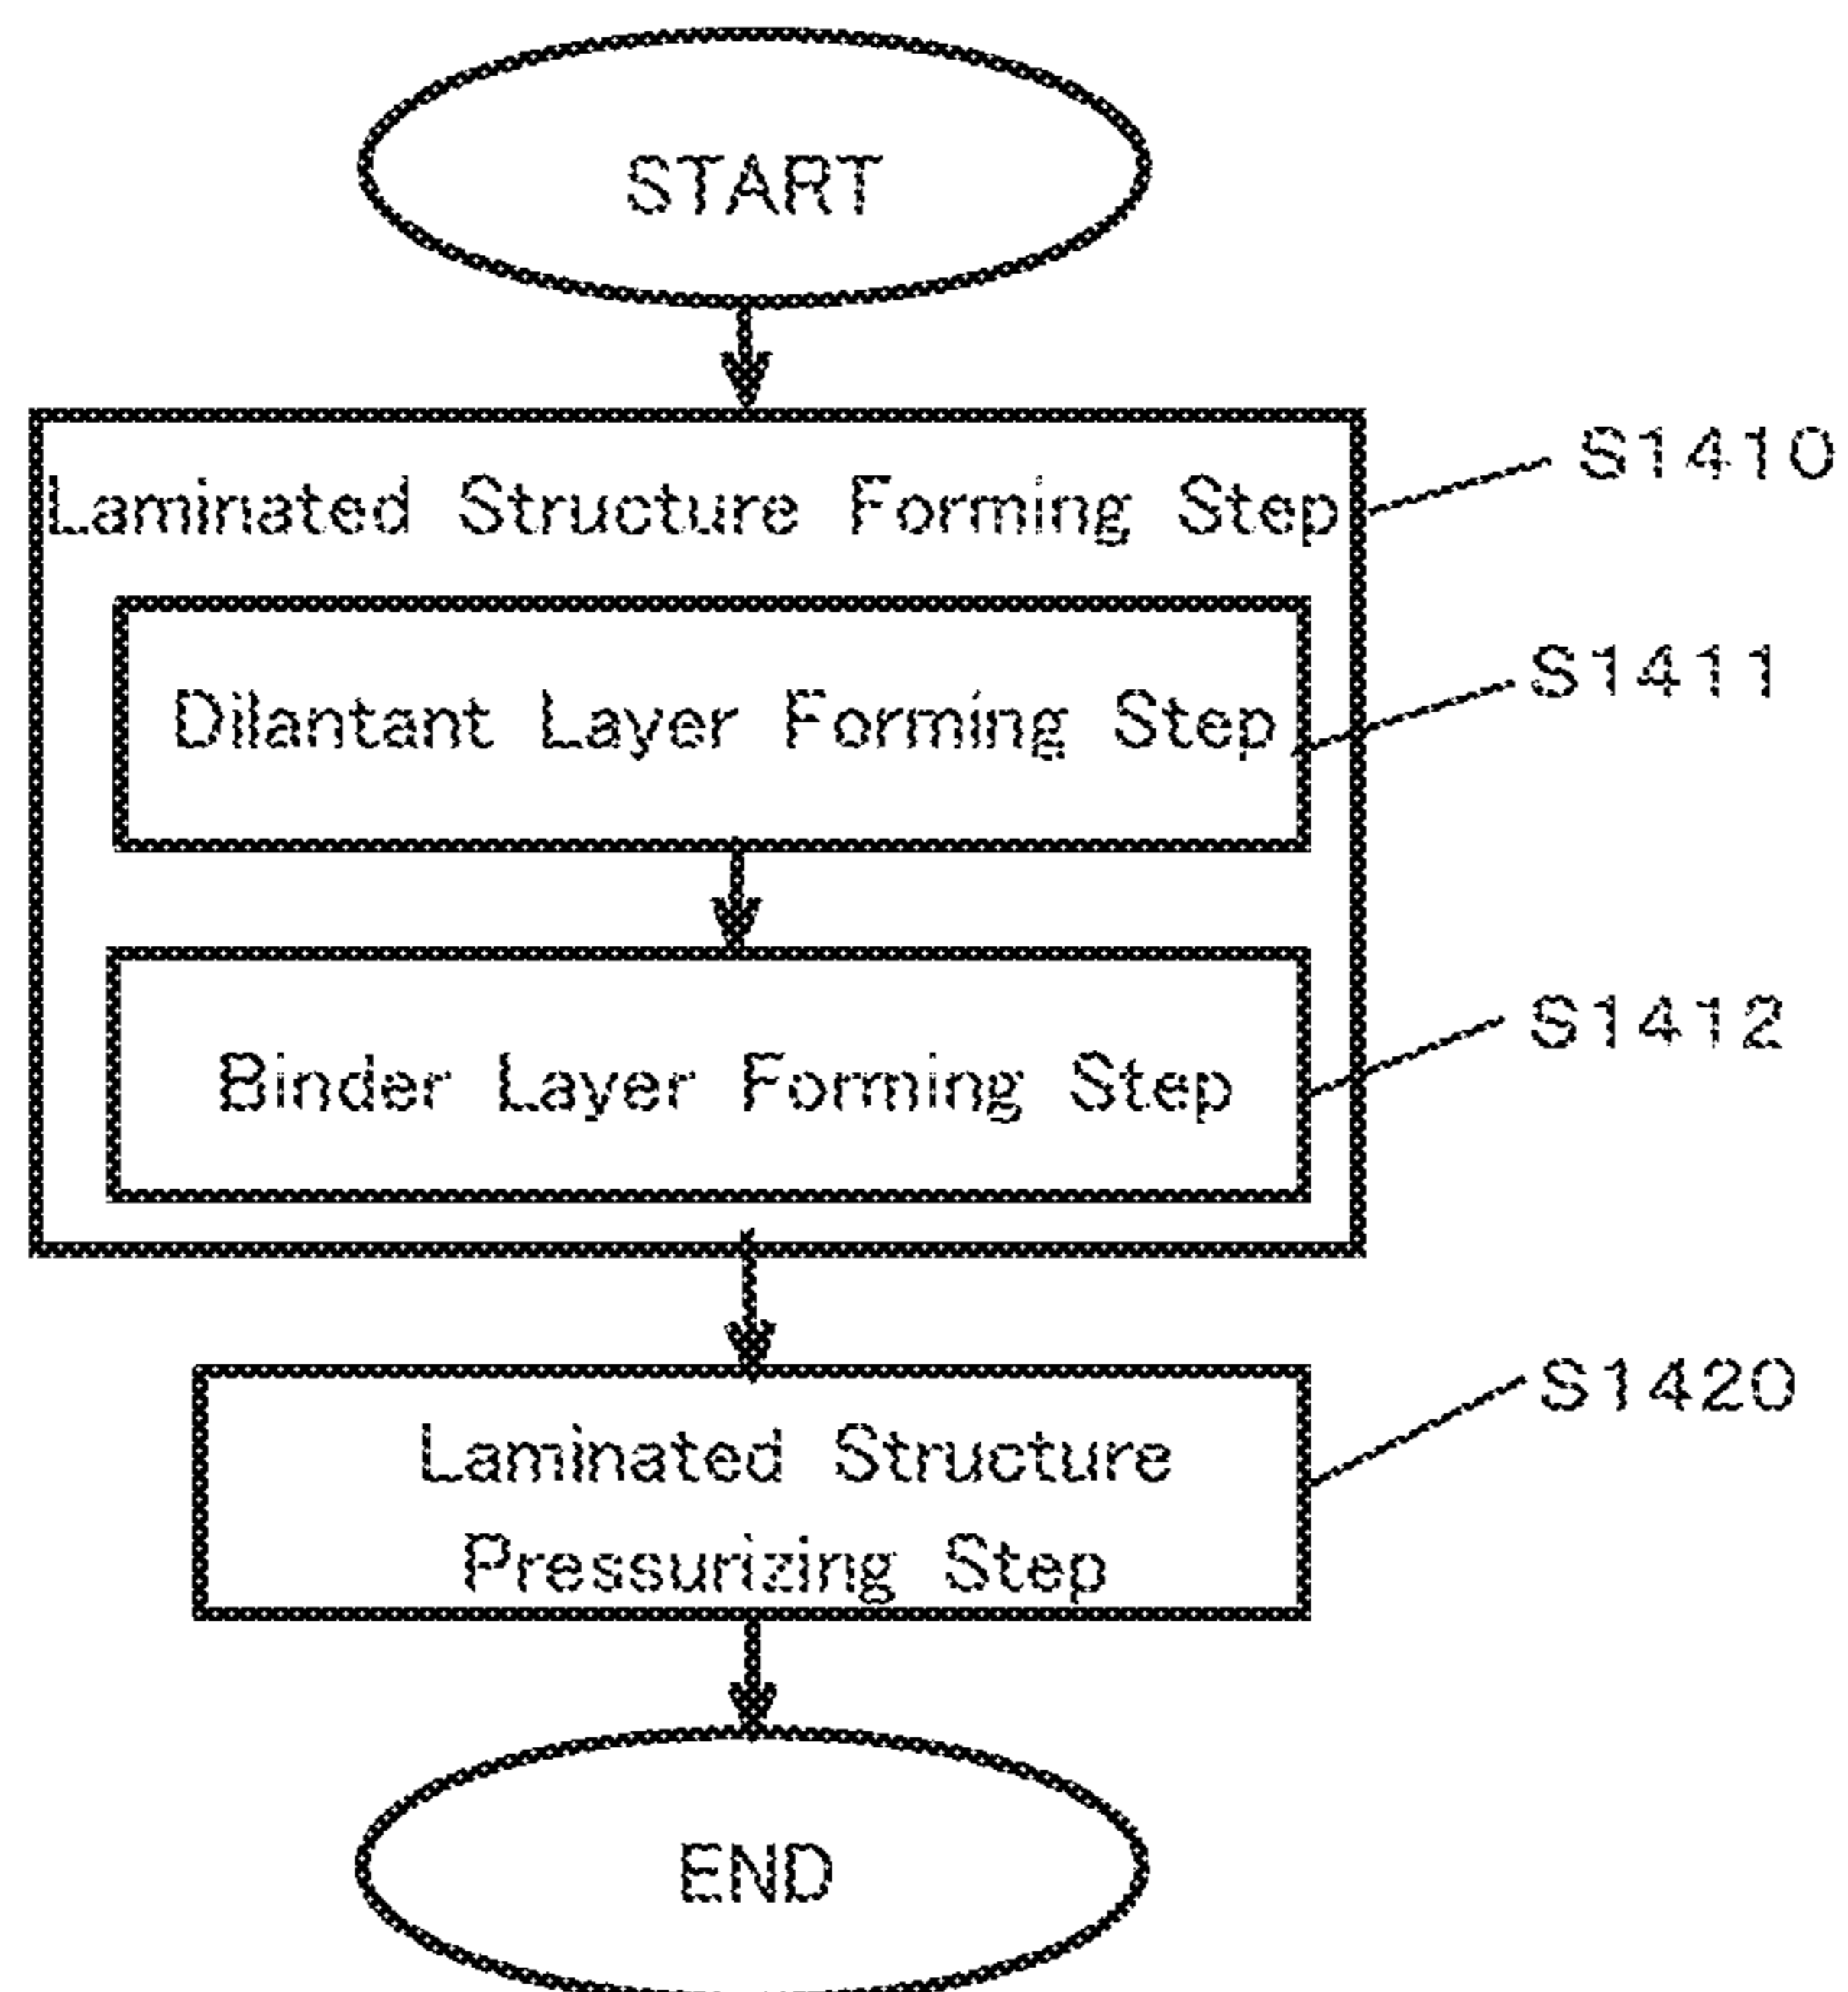 START
Laminated Structure Forming Step
S1410
Dilantant Layer Forming Step
S1411
Binder Layer Forming Step
S1412
Laminated Structure
Pressurizing Step
S1420
END